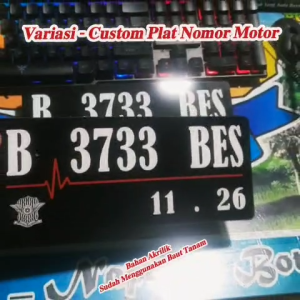 Variasi - Custom Plat Nomor Motor
B 3733 BES
B 3733 BES
11 . 26
Bahan Akrilik
Sudah Menggunakan Baut Tanam